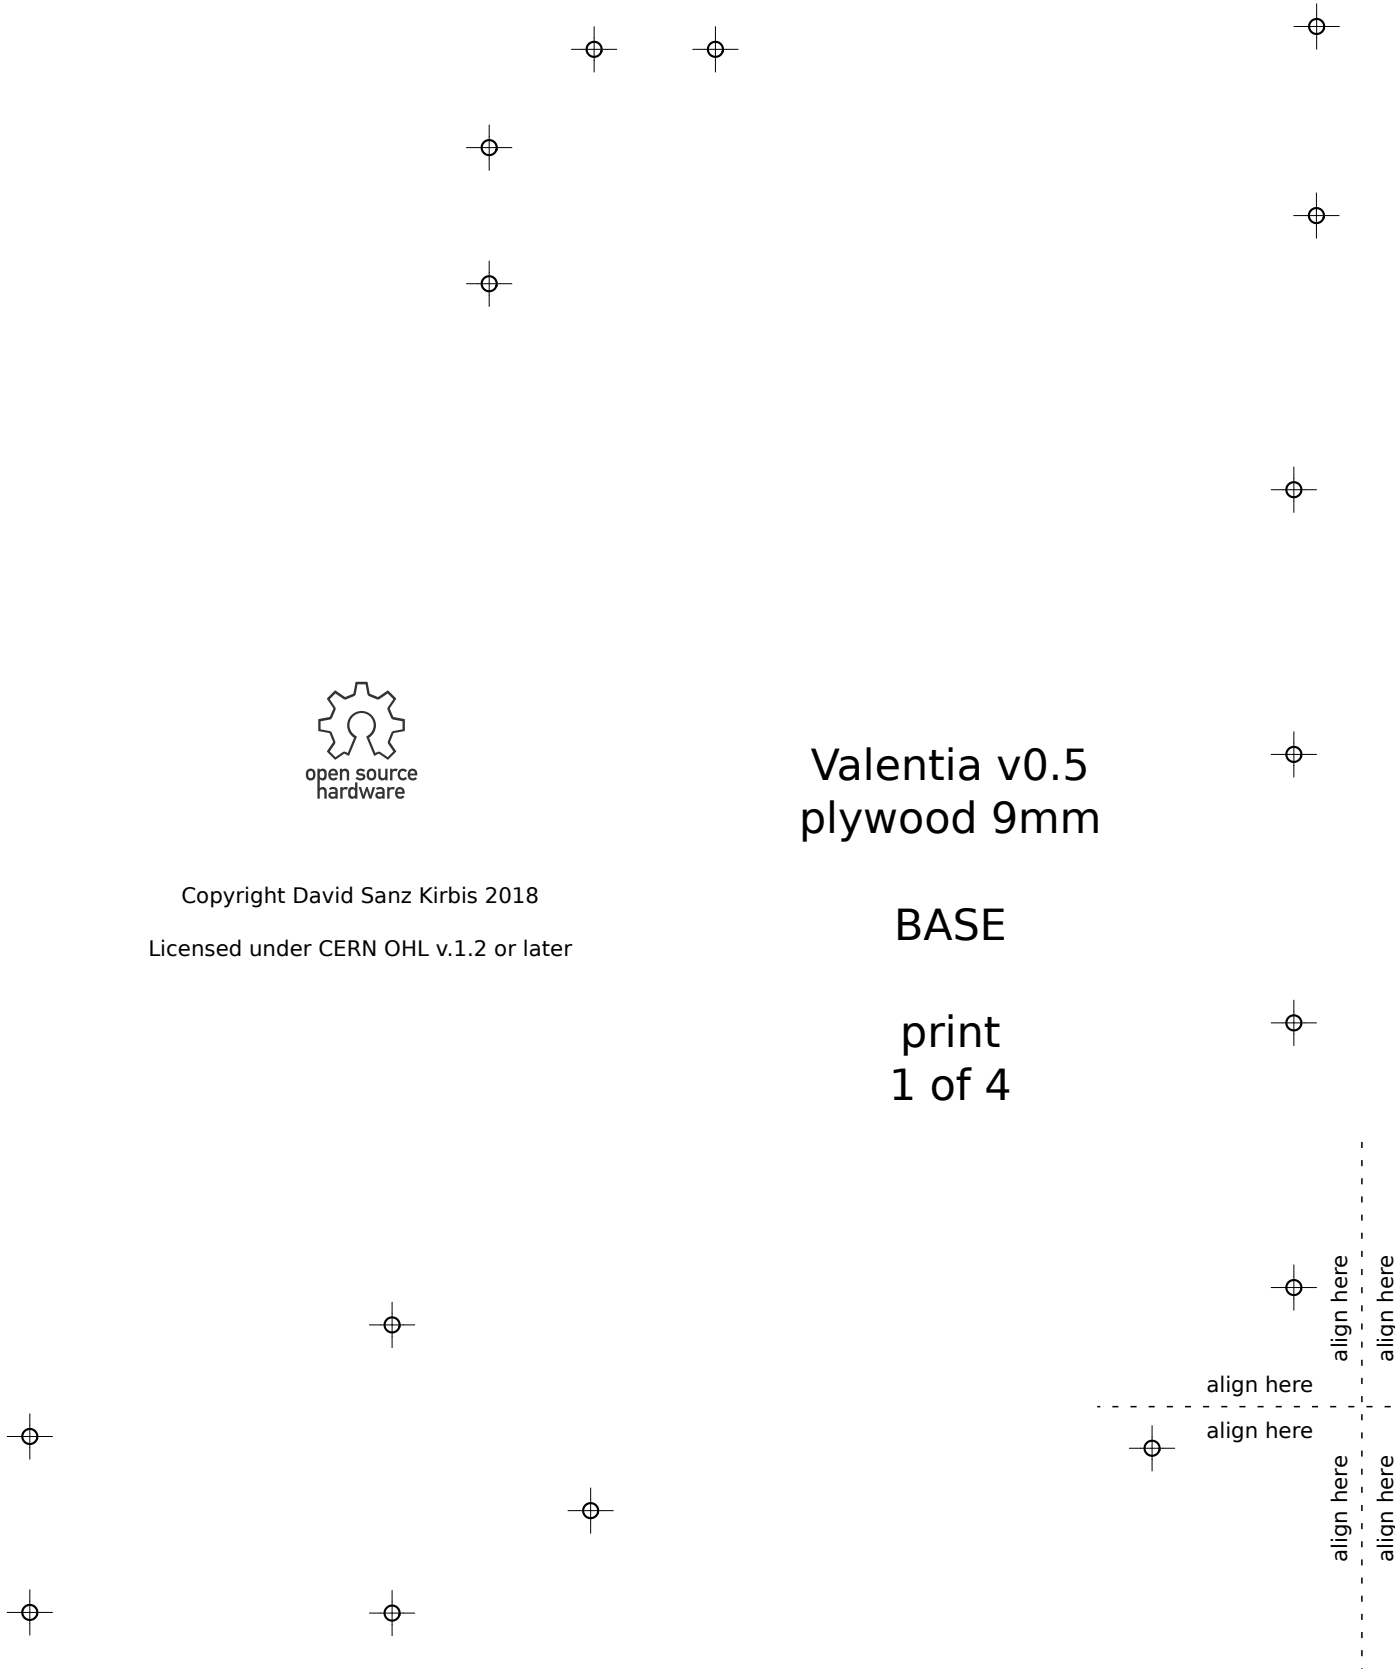 open source
hardware
Copyright David Sanz Kirbis 2018
Licensed under CERN OHL v.1.2 or later
Valentia v0.5
plywood 9mm
BASE
print
1 of 4
align here
align here
align here
align here
align here
align here